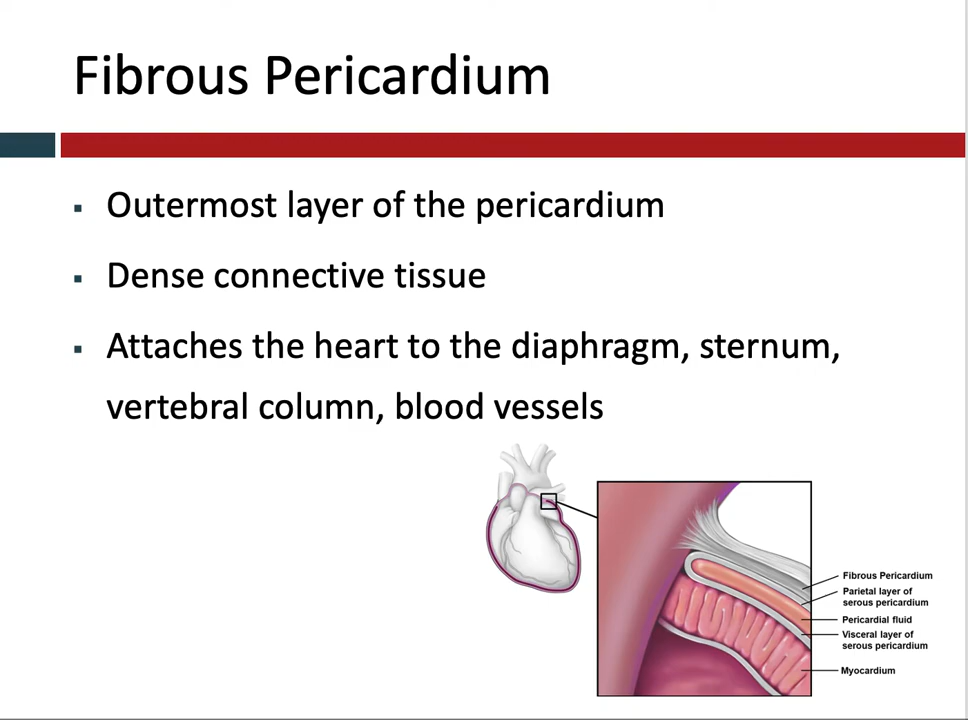 Fibrous Pericardium
▪ Outermost layer of the pericardium
▪ Dense connective tissue
▪ Attaches the heart to the diaphragm, sternum,
vertebral column, blood vessels
Fibrous Pericardium
Parietal layer of
serous pericardium
Pericardial fluid
Visceral layer of
serous pericardium
Myocardium